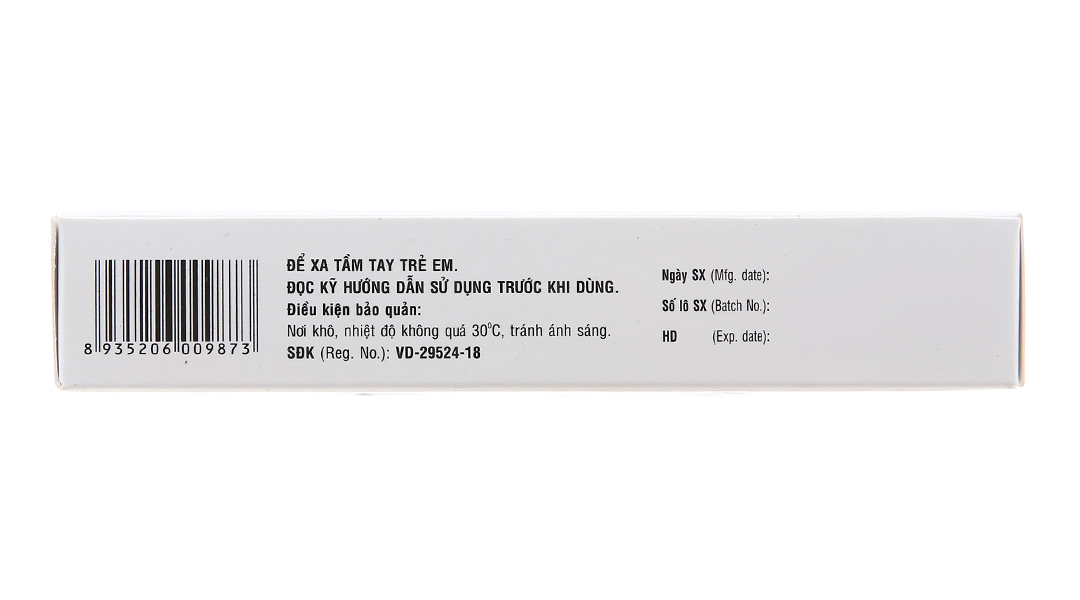 ĐỂ XA TẦM TAY TRẺ EM.
ĐỌC KỸ HƯỚNG DẪN SỬ DỤNG TRƯỚC KHI DÙNG.
Điều kiện bảo quản:
Nơi khô, nhiệt độ không quá 30°C, tránh ánh sáng.
SĐK (Reg. No.): VD-29524-18
8 935206 009873
Ngày SX (Mfg. date):
Số lô SX (Batch No.):
HD (Exp. date):